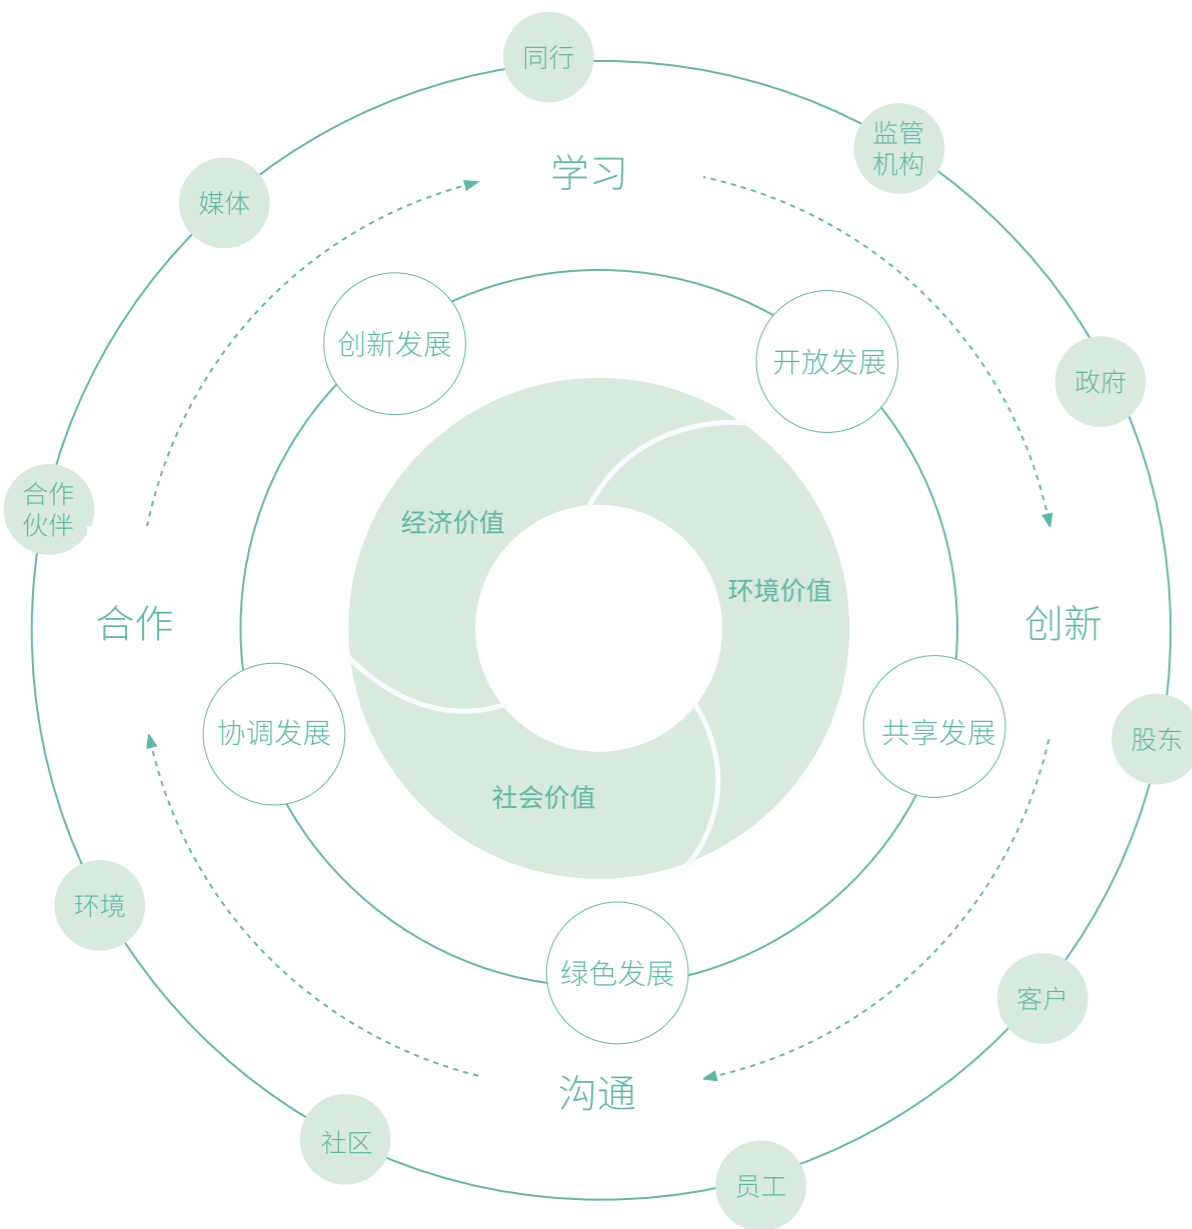 同行
监管
机构
学习
媒体
创新发展
开放发展
政府
合作
伙伴
经济价值
环境价值
合作
创新
协调发展
共享发展
股东
社会价值
环境
绿色发展
客户
沟通
社区
员工